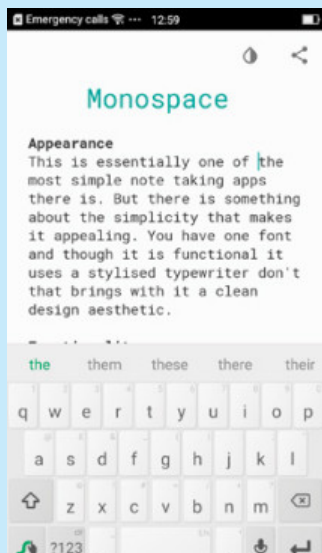 Emergency calls 12:59
Monospace
Appearance
This is essentially one of the
most simple note taking apps
there is. But there is something
about the simplicity that makes
it appealing. You have one font
and though it is functional it
uses a stylised typewriter don't
that brings with it a clean
design aesthetic.
the them these there their
q w e r t y u i o p
a s d f g h j k l
z x c v b n m
?123